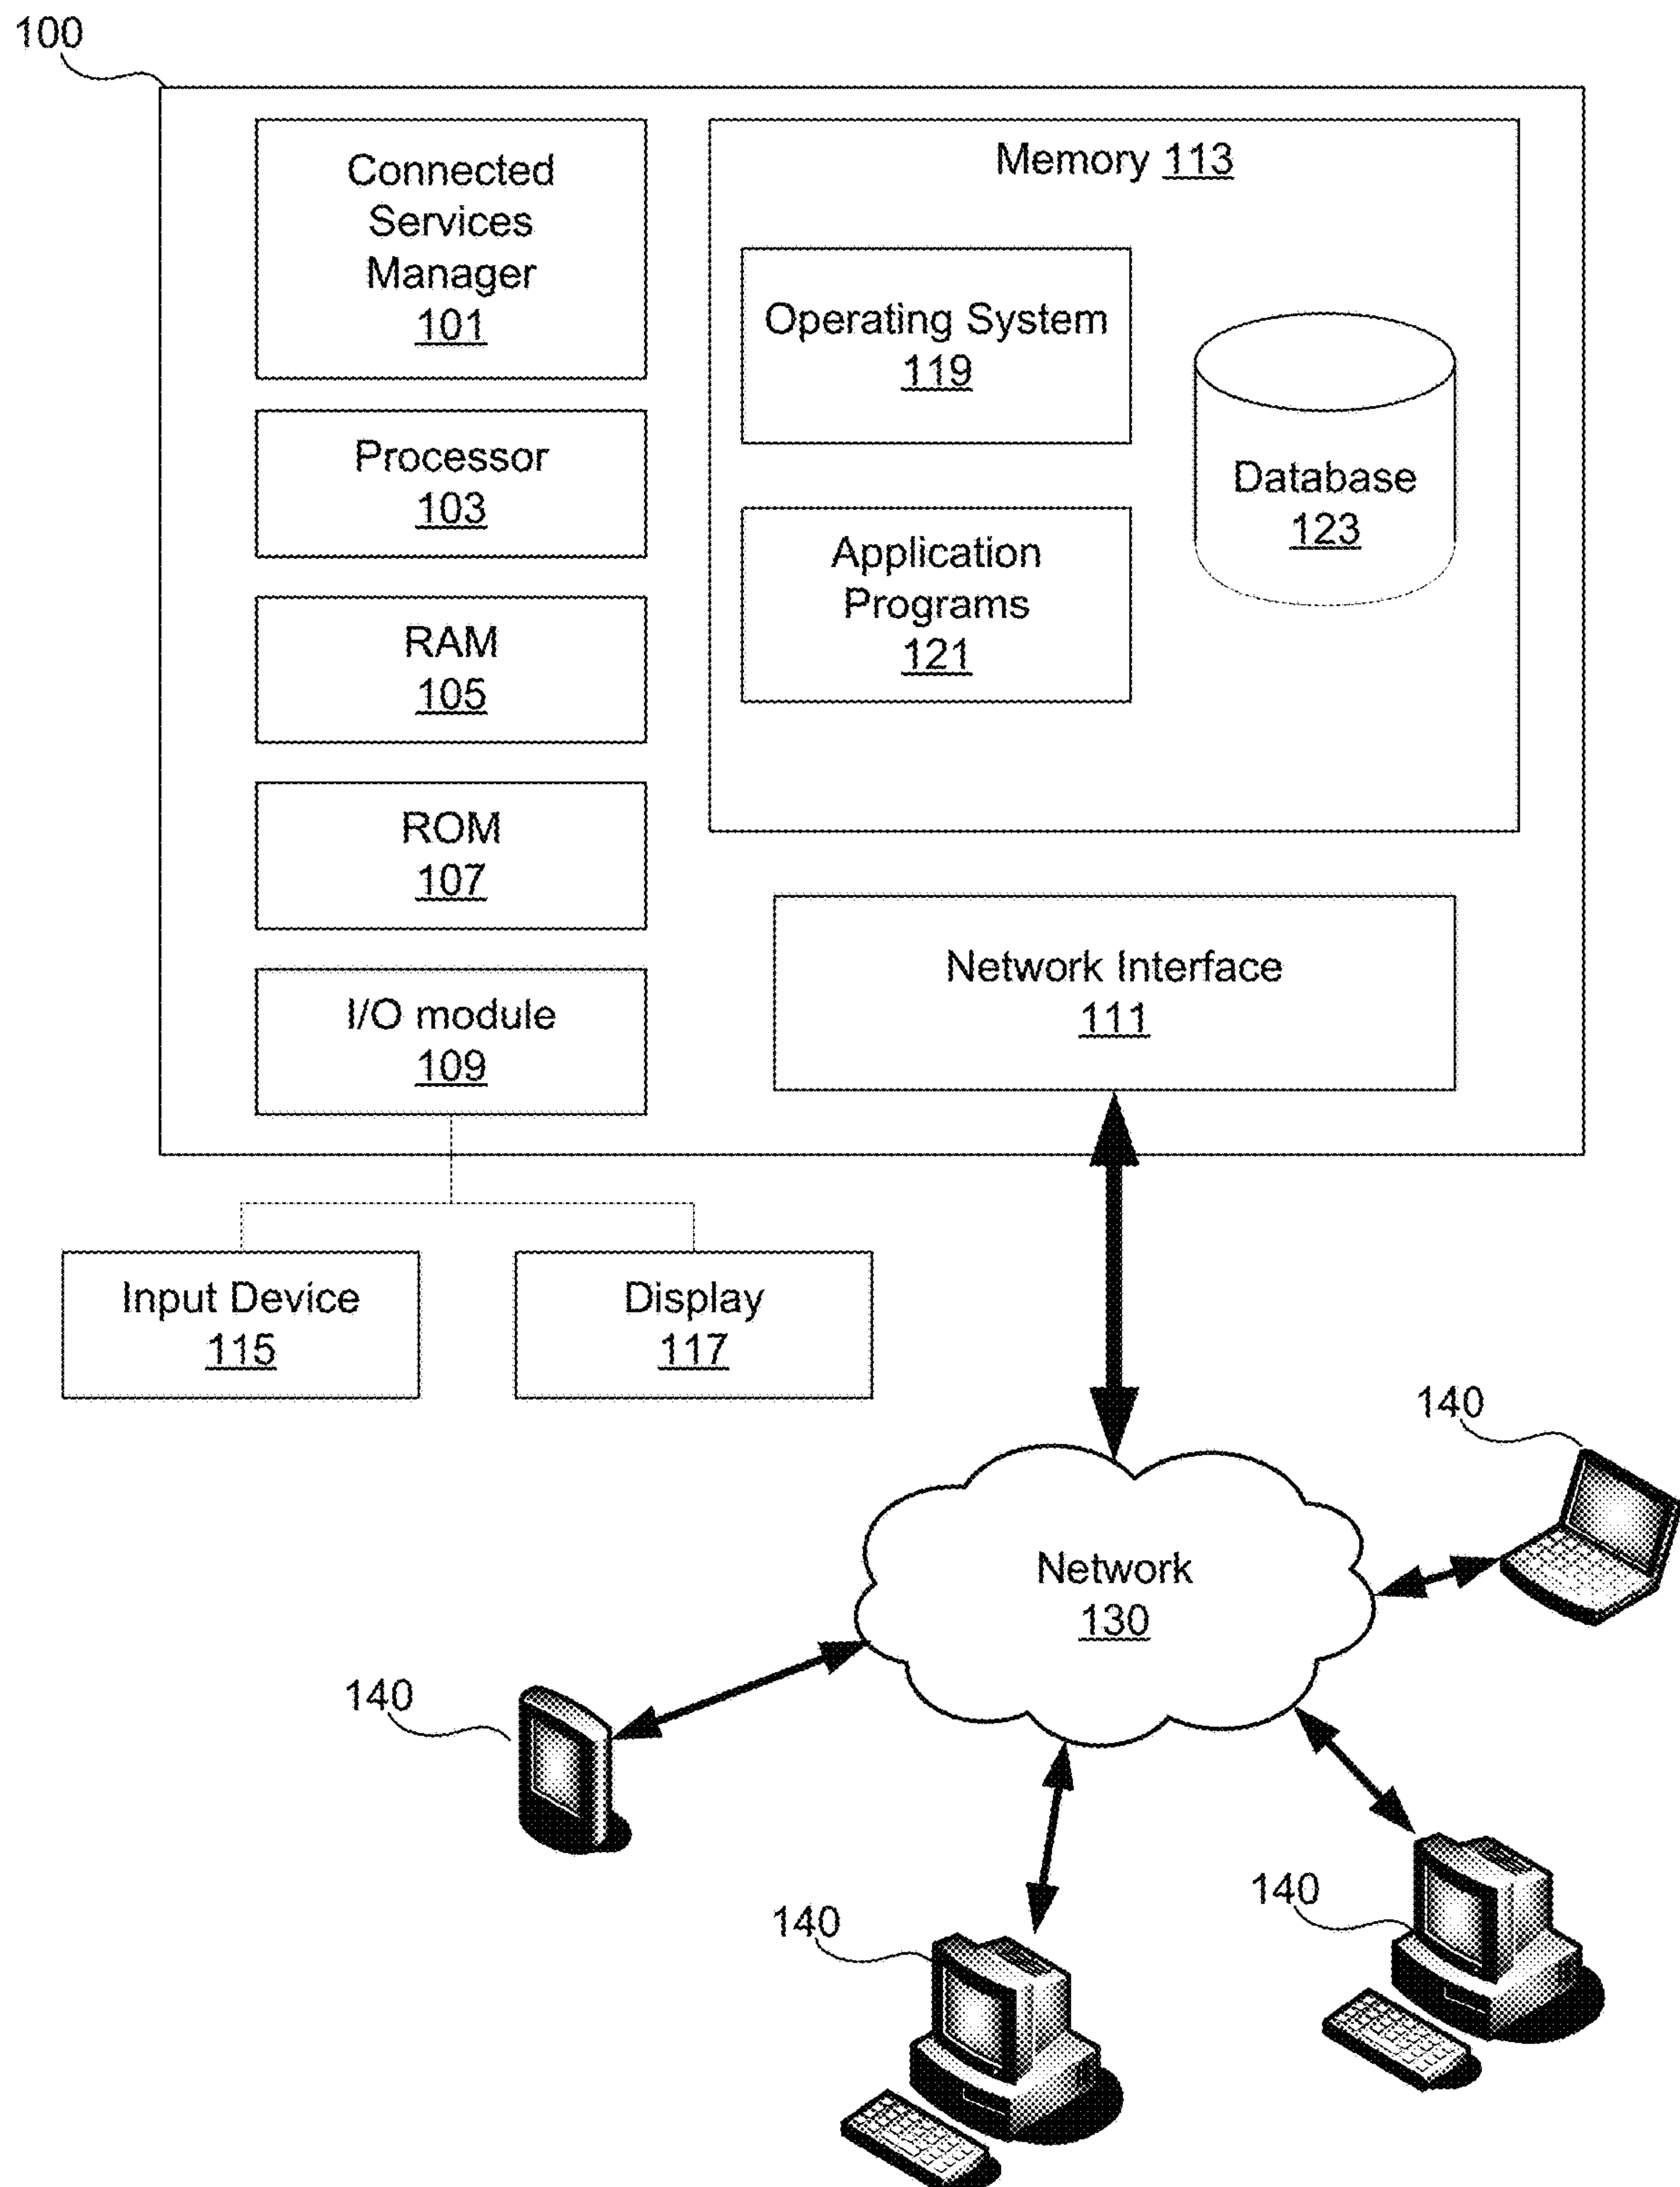 100
Connected
Services
Manager
101
Processor
103
RAM
105
ROM
107
I/O module
109
Memory 113
Operating System
119
Application
Programs
121
Database
123
Network Interface
111
Input Device
115
Display
117
Network
130
140
140
140
140